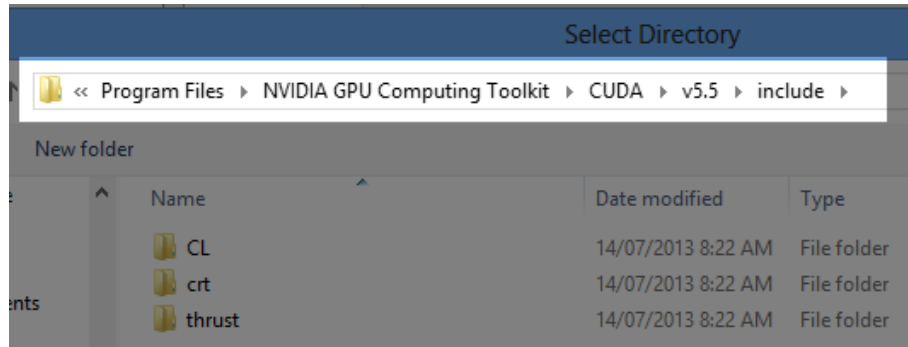 Select Directory
« Program Files ▸ NVIDIA GPU Computing Toolkit ▸ CUDA ▸ v5.5 ▸ include ▸
New folder
Name Date modified Type
CL 14/07/2013 8:22 AM File folder
crt 14/07/2013 8:22 AM File folder
thrust 14/07/2013 8:22 AM File folder